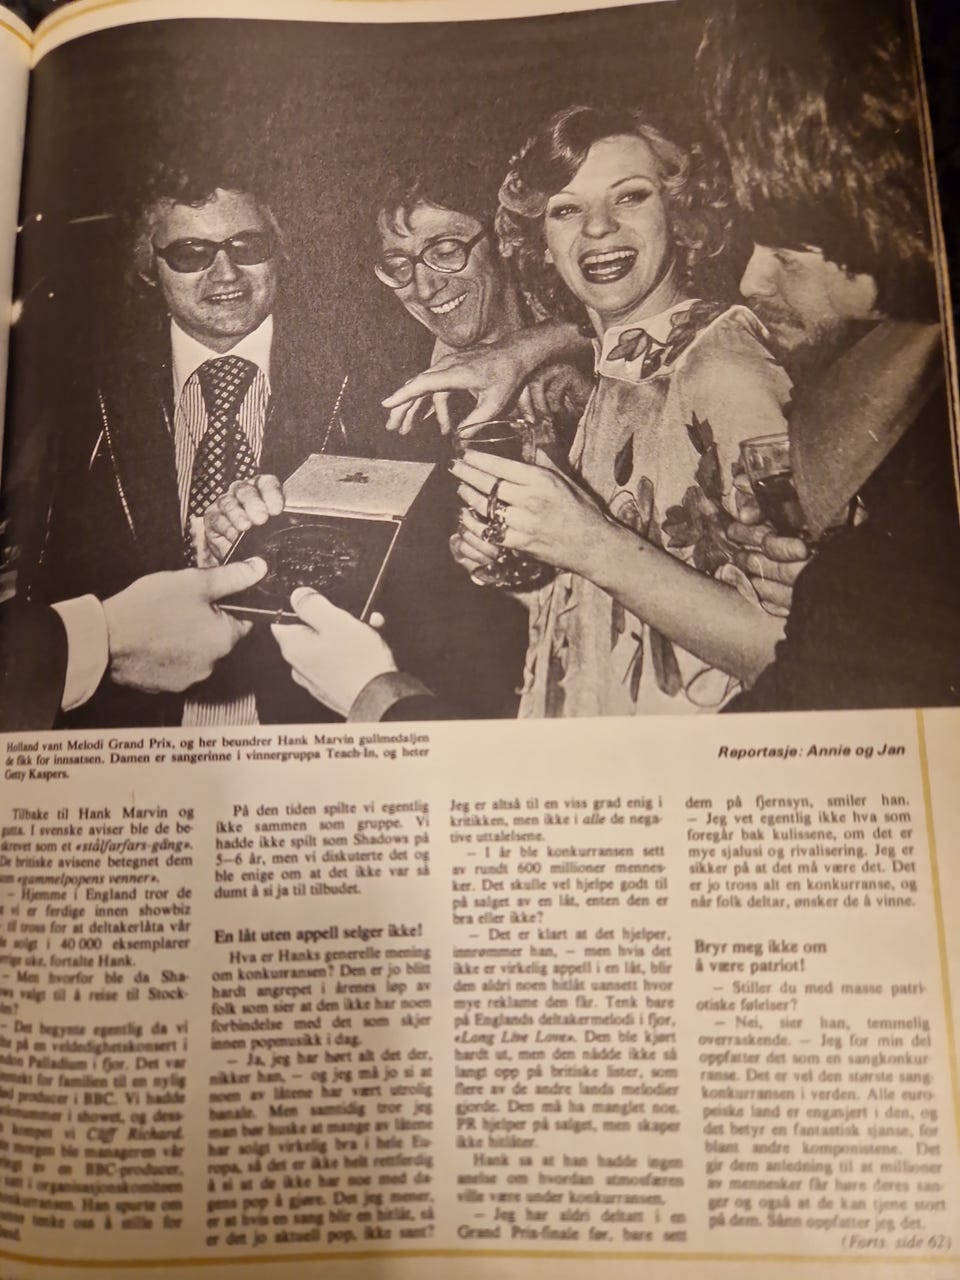 Holland vant Melodi Grand Prix, og her beundrer Hank Marvin gullmedaljen
de fikk for innsatsen. Damen er sangerinne i vinnergruppa Teach-In, og heter
Getty Kaspers.
Reportasje: Annie og Jan
Tilbake til Hank Marvin og
gutta. I svenske aviser ble de be-
skrevet som et «stålfarfars-gäng».
De britiske avisene betegnet dem
som «gammelpopens venner».
– Hjemme i England tror de
vi er ferdige innen showbiz
til tross for at deltakerlåta vår
solgt i 40 000 eksemplarer
uke, fortalte Hank.
– Men hvorfor ble da Sha-
valgt til å reise til Stock-
– Det begynte egentlig da vi
på en veldedighetskonsert i
Palladium i fjor. Det var
for familien til en nylig
producer i BBC. Vi hadde
i showet, og dess-
kompet vi Cliff Richard.
morgen ble manageren vår
av en BBC-producer,
satt i organisasjonskomiteen
Han spurte om
tenke oss å stille for
På den tiden spilte vi egentlig
ikke sammen som gruppe. Vi
hadde ikke spilt som Shadows på
5–6 år, men vi diskuterte det og
ble enige om at det ikke var så
dumt å si ja til tilbudet.
En låt uten appell selger ikke!
Hva er Hanks generelle mening
om konkurransen? Den er jo blitt
hardt angrepet i årenes løp av
folk som sier at den ikke har noen
forbindelse med det som skjer
innen popmusikk i dag.
– Ja, jeg har hørt alt det der,
nikker han, – og jeg må jo si at
noen av låtene har vært utrolig
banale. Men samtidig tror jeg
man bør huske at mange av låtene
har solgt virkelig bra i hele Eu-
ropa, så det er ikke helt rettferdig
å si at de ikke har noe med da-
gens pop å gjøre. Det jeg mener,
er at hvis en sang blir en hitlåt, så
er det jo aktuell pop, ikke sant?
Jeg er altså til en viss grad enig i
kritikken, men ikke i alle de nega-
tive uttalelsene.
– I år ble konkurransen sett
av rundt 600 millioner mennes-
ker. Det skulle vel hjelpe godt til
på salget av en låt, enten den er
bra eller ikke?
– Det er klart at det hjelper,
innrømmer han, – men hvis det
ikke er virkelig appell i en låt, blir
den aldri noen hitlåt uansett hvor
mye reklame den får. Tenk bare
på Englands deltakermelodi i fjor,
«Long Live Love». Den ble kjørt
hardt ut, men den nådde ikke så
langt opp på britiske lister, som
flere av de andre lands melodier
gjorde. Den må ha manglet noe.
PR hjelper på salget, men skaper
ikke hitlåter.
Hank sa at han hadde ingen
anelse om hvordan atmosfæren
ville være under konkurransen.
– Jeg har aldri deltatt i en
Grand Prix-finale før, bare sett
dem på fjernsyn, smiler han.
– Jeg vet egentlig ikke hva som
foregår bak kulissene, om det er
mye sjalusi og rivalisering. Jeg er
sikker på at det må være det. Det
er jo tross alt en konkurranse, og
når folk deltar, ønsker de å vinne.
Bryr meg ikke om
å være patriot!
– Stiller du med masse patri-
otiske følelser?
– Nei, sier han, temmelig
overraskende. – Jeg for min del
oppfatter det som en sangkonkur-
ranse. Det er vel den største sang-
konkurransen i verden. Alle euro-
peiske land er engasjert i den, og
det betyr en fantastisk sjanse, for
blant andre komponistene. Det
gir dem anledning til at millioner
av mennesker får høre deres san-
ger og også at de kan tjene stort
på dem. Sånn oppfatter jeg det.
(Forts. side 62)